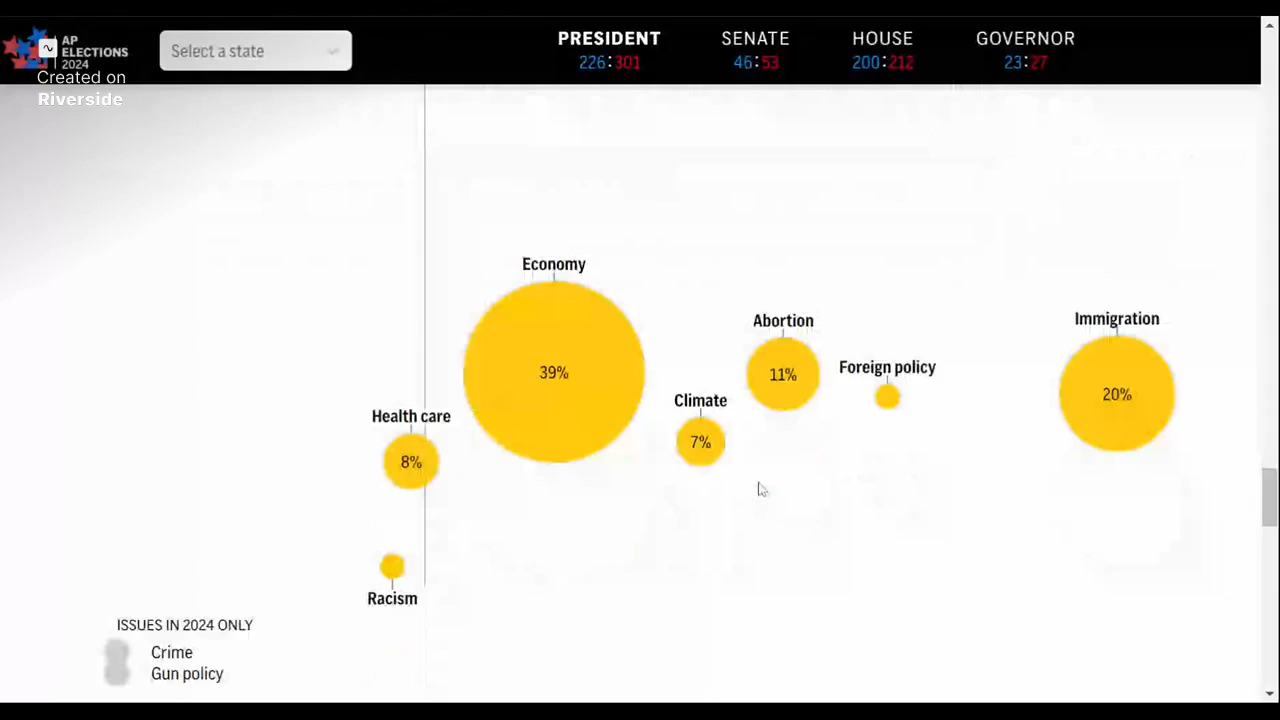 AP
ELECTIONS
2024
Created on
Riverside
Select a state
PRESIDENT
226:301
SENATE
46:53
HOUSE
200:212
GOVERNOR
23:27
Economy
39%
Abortion
11%
Immigration
20%
Foreign policy
Climate
7%
Health care
8%
Racism
ISSUES IN 2024 ONLY
Crime
Gun policy